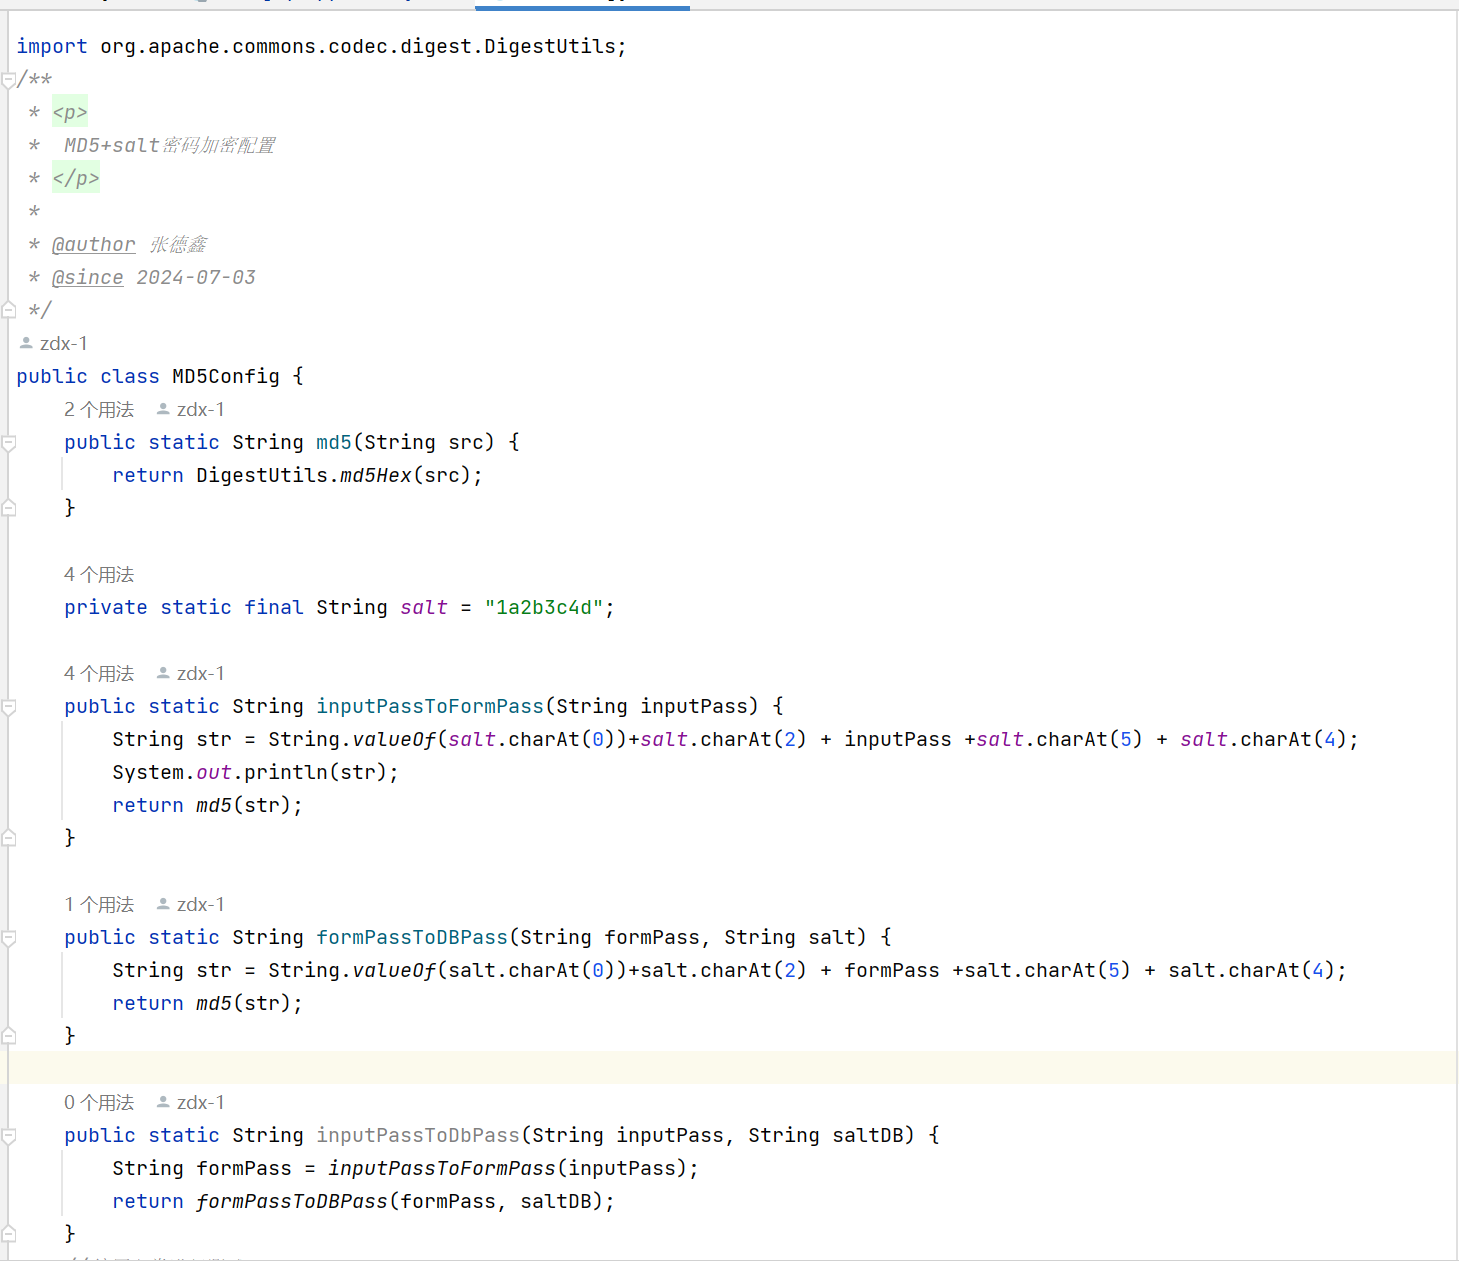 import org.apache.commons.codec.digest.DigestUtils;
/**
 * <p>
 *  MD5+salt密码加密配置
 * </p>
 *
 * @author 张德鑫
 * @since 2024-07-03
 */
zdx-1
public class MD5Config {
    2 个用法 zdx-1
    public static String md5(String src) {
        return DigestUtils.md5Hex(src);
    }
    4 个用法
    private static final String salt = "1a2b3c4d";
    4 个用法 zdx-1
    public static String inputPassToFormPass(String inputPass) {
        String str = String.valueOf(salt.charAt(0))+salt.charAt(2) + inputPass +salt.charAt(5) + salt.charAt(4);
        System.out.println(str);
        return md5(str);
    }
    1 个用法 zdx-1
    public static String formPassToDBPass(String formPass, String salt) {
        String str = String.valueOf(salt.charAt(0))+salt.charAt(2) + formPass +salt.charAt(5) + salt.charAt(4);
        return md5(str);
    }
    0 个用法 zdx-1
    public static String inputPassToDbPass(String inputPass, String saltDB) {
        String formPass = inputPassToFormPass(inputPass);
        return formPassToDBPass(formPass, saltDB);
    }